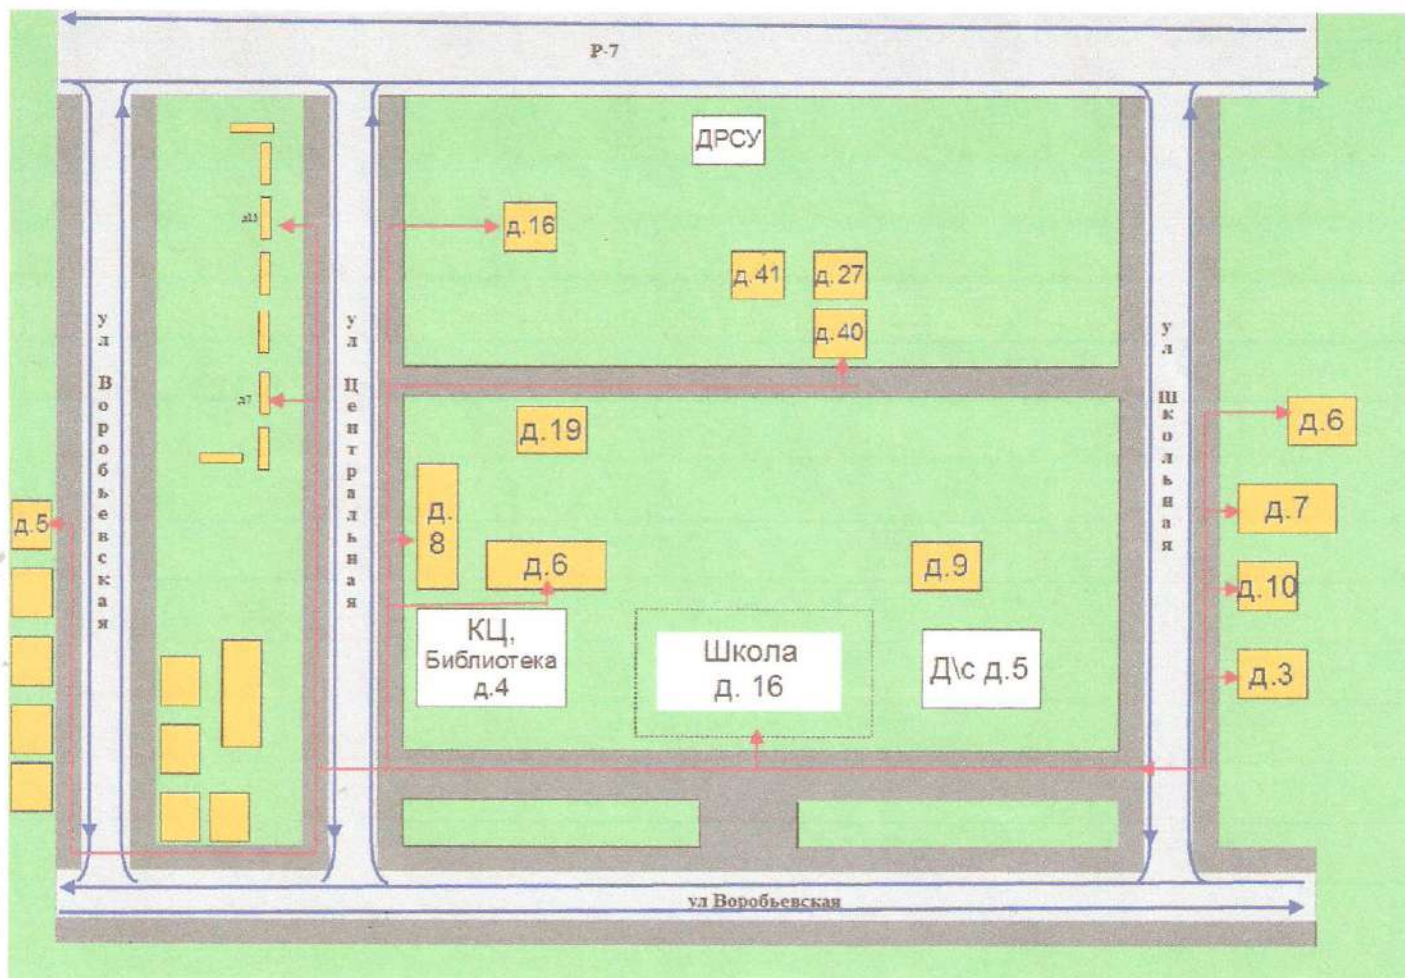 Р-7
ДРСУ
д.16
д.41
д.27
д.40
ул Воробьевская
ул Центральная
ул Школьная
д7
д.19
д.6
д.8
д.7
д.5
д.6
д.9
д.10
КЦ,
Библиотека
д.4
Школа
д. 16
Д\с д.5
д.3
ул Воробьевская